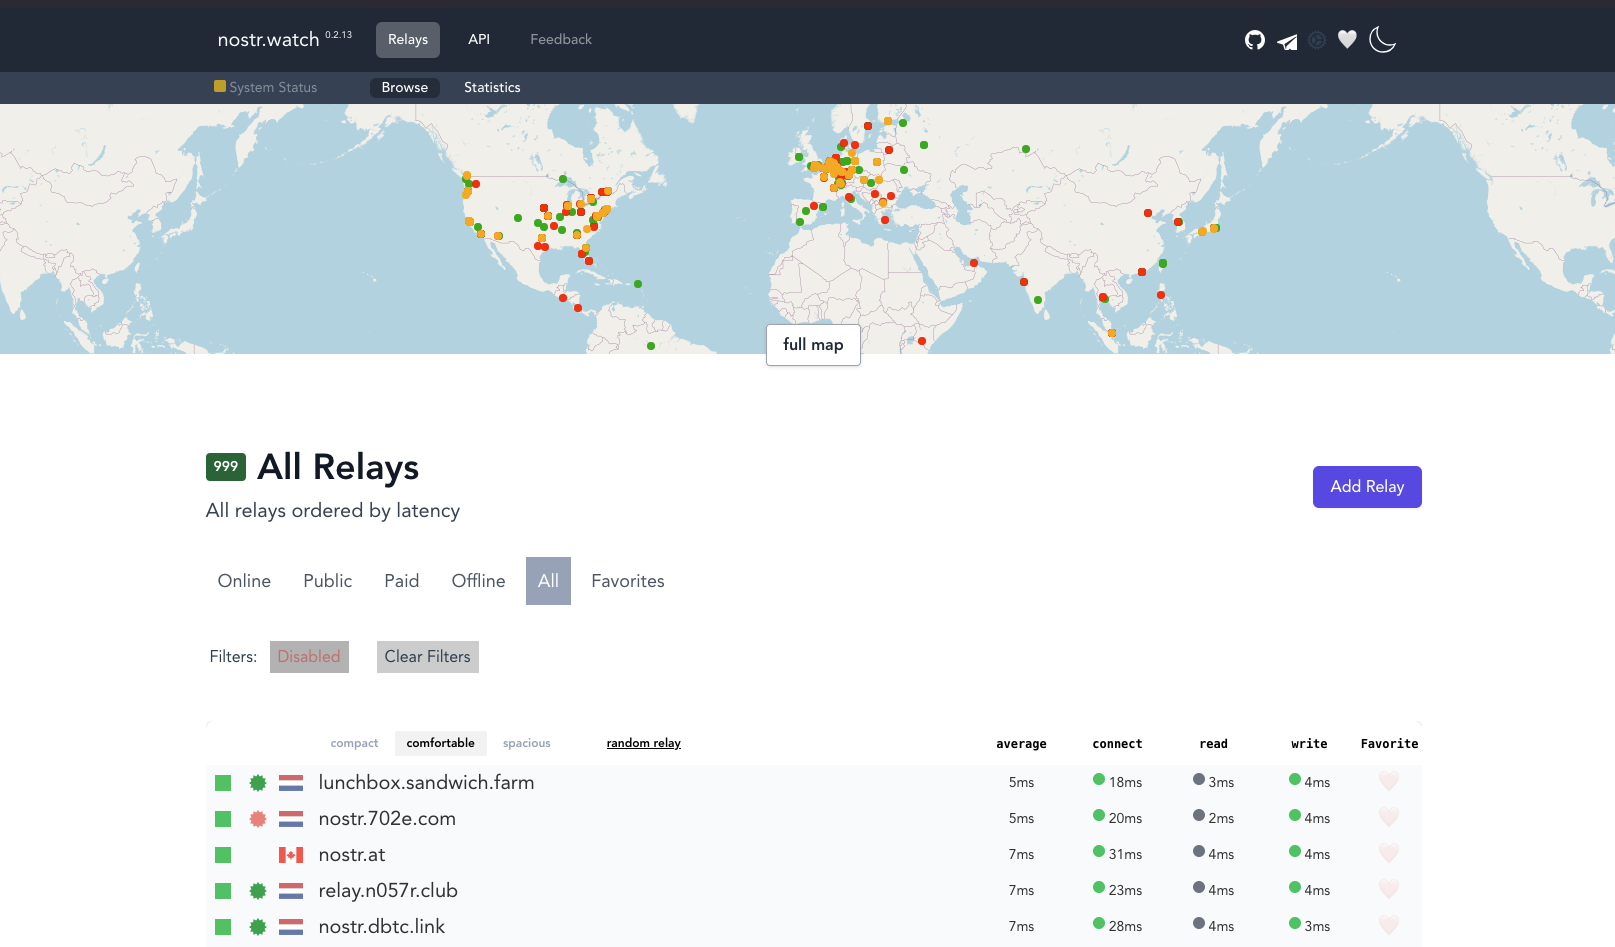 nostr.watch 0.2.13 Relays API Feedback
System Status Browse Statistics
full map
999 All Relays
Add Relay
All relays ordered by latency
Online Public Paid Offline All Favorites
Filters: Disabled Clear Filters
compact comfortable spacious random relay average connect read write Favorite
lunchbox.sandwich.farm 5ms 18ms 3ms 4ms
nostr.702e.com 5ms 20ms 2ms 4ms
nostr.at 7ms 31ms 4ms 4ms
relay.n057r.club 7ms 23ms 4ms 4ms
nostr.dbtc.link 7ms 28ms 4ms 3ms